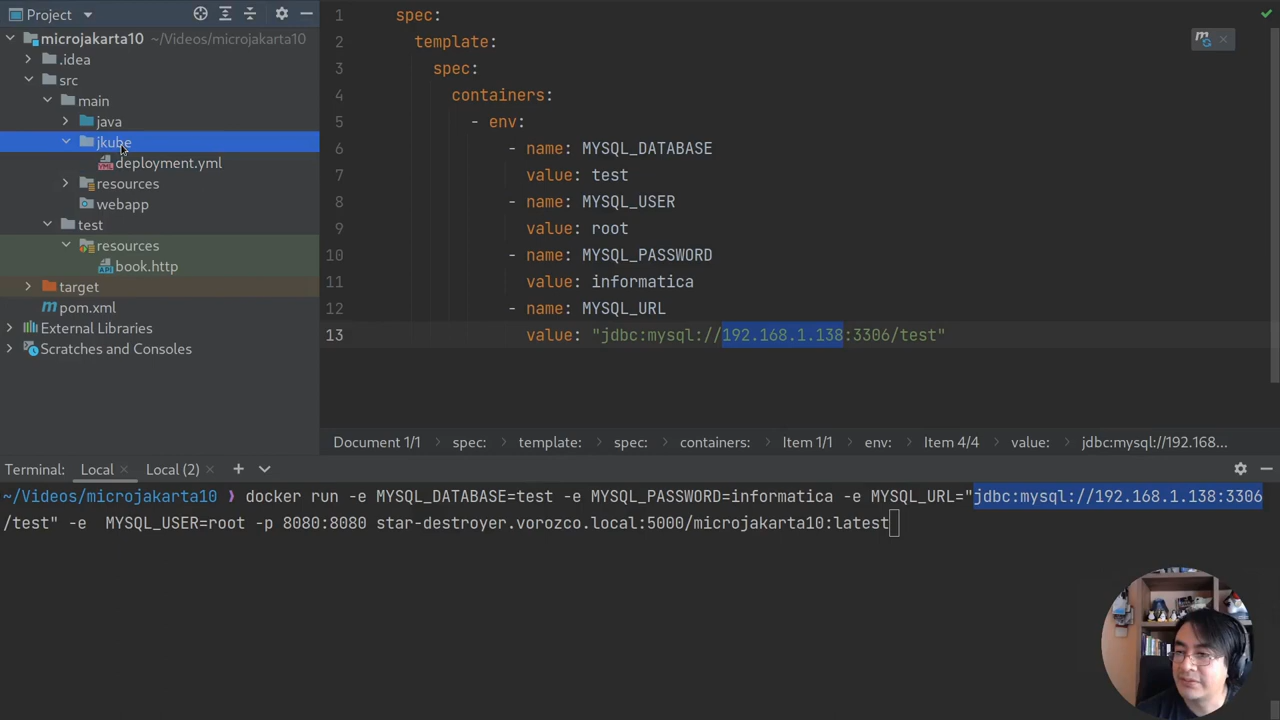 Project
microjakarta10 ~/Videos/microjakarta10
.idea
src
main
java
jkube
deployment.yml
resources
webapp
test
resources
book.http
target
pom.xml
External Libraries
Scratches and Consoles
1 spec:
2 template:
3 spec:
4 containers:
5 - env:
6 - name: MYSQL_DATABASE
7 value: test
8 - name: MYSQL_USER
9 value: root
10 - name: MYSQL_PASSWORD
11 value: informatica
12 - name: MYSQL_URL
13 value: "jdbc:mysql://192.168.1.138:3306/test"
Document 1/1 › spec: › template: › spec: › containers: › Item 1/1 › env: › Item 4/4 › value: › jdbc:mysql://192.168...
Terminal: Local × Local (2) × +
~/Videos/microjakarta10 ❯ docker run -e MYSQL_DATABASE=test -e MYSQL_PASSWORD=informatica -e MYSQL_URL="jdbc:mysql://192.168.1.138:3306
/test" -e  MYSQL_USER=root -p 8080:8080 star-destroyer.vorozco.local:5000/microjakarta10:latest